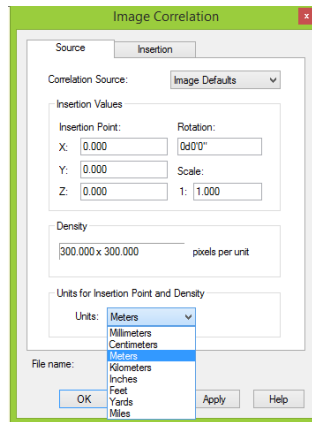 Image Correlation
x
Source Insertion
Correlation Source: Image Defaults
Insertion Values
Insertion Point: Rotation:
X: 0.000 0d0'0"
Y: 0.000 Scale:
Z: 0.000 1: 1.000
Density
300.000 x 300.000 pixels per unit
Units for Insertion Point and Density
Units: Meters
Millimeters
Centimeters
Meters
Kilometers
Inches
Feet
Yards
Miles
File name:
OK Apply Help